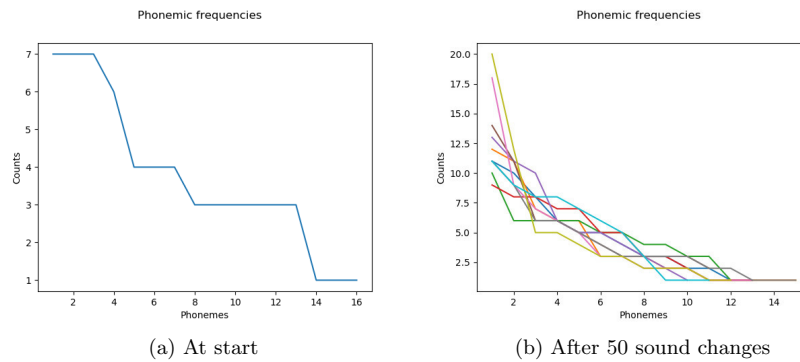 Phonemic frequencies
7
6
5
4
3
2
1
Counts
2 4 6 8 10 12 14 16
Phonemes
(a) At start
Phonemic frequencies
20.0
17.5
15.0
12.5
10.0
7.5
5.0
2.5
Counts
2 4 6 8 10 12 14
Phonemes
(b) After 50 sound changes